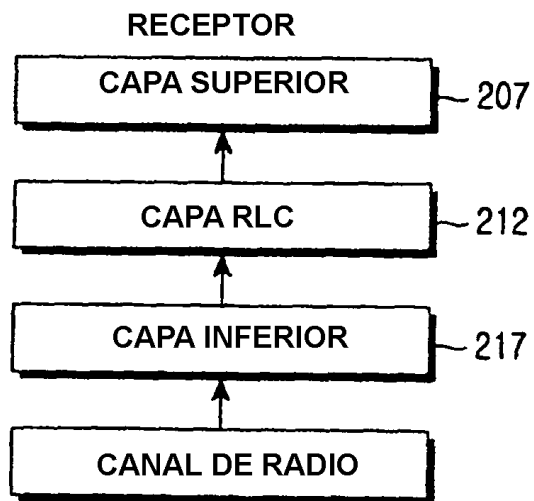 RECEPTOR
CAPA SUPERIOR
207
CAPA RLC
212
CAPA INFERIOR
217
CANAL DE RADIO